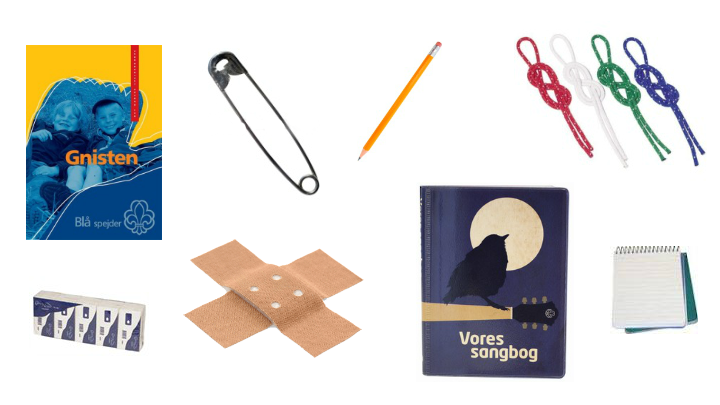 Gnisten
Blå spejder
Vores
sangbog